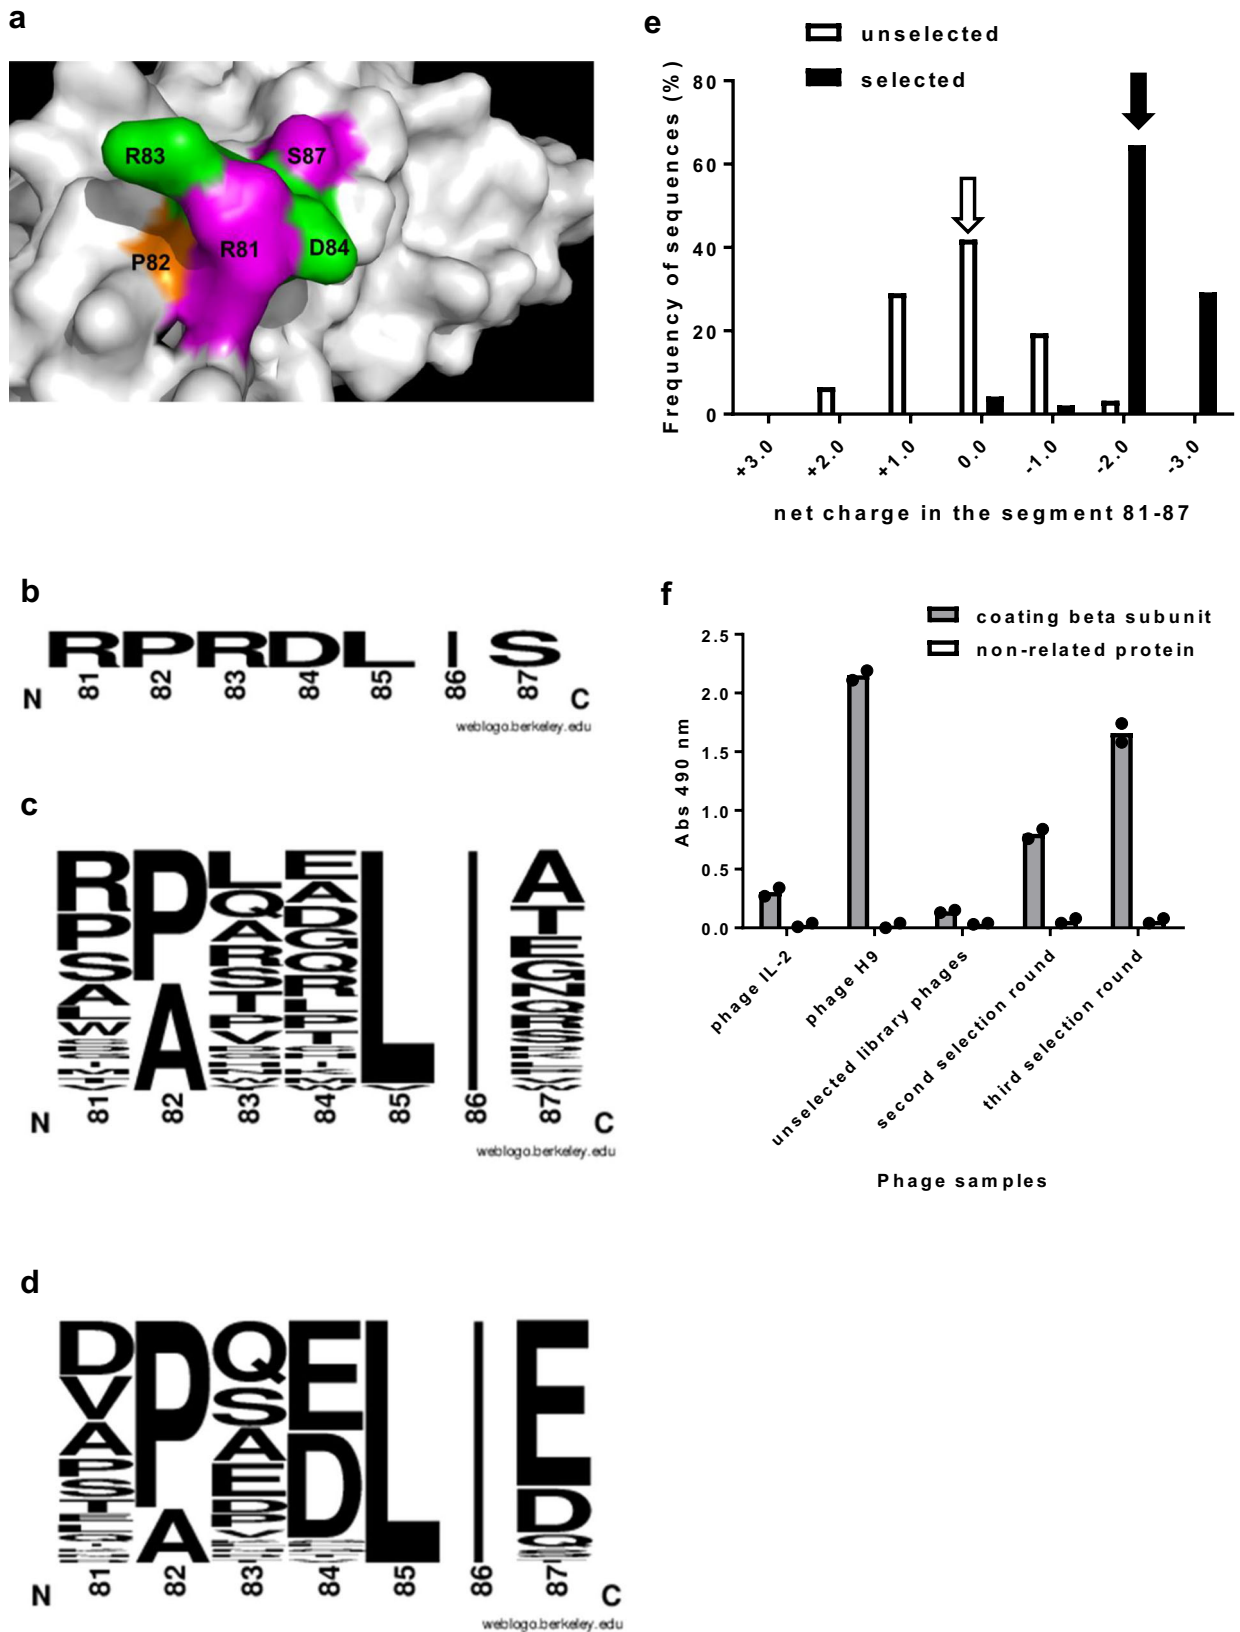 a
R83
S87
R81
D84
P82
e
unselected
selected
Frequency of sequences (%)
80
60
40
20
0
+3.0
+2.0
+1.0
0.0
-1.0
-2.0
-3.0
net charge in the segment 81-87
b
RPRDLIS
N 81 82 83 84 85 86 87 C
weblogo.berkeley.edu
c
R P L E L I A
P A Q A T
S A D E
A R G G
L S Q N
W T R Q
P L
V P
N 81 82 83 84 85 86 87 C
weblogo.berkeley.edu
d
D P Q E L I E
V A S D D
A A Q
P E
S P
T V
L
N 81 82 83 84 85 86 87 C
weblogo.berkeley.edu
f
coating beta subunit
non-related protein
Abs 490 nm
2.5
2.0
1.5
1.0
0.5
0.0
phage IL-2
phage H9
unselected library phages
second selection round
third selection round
Phage samples